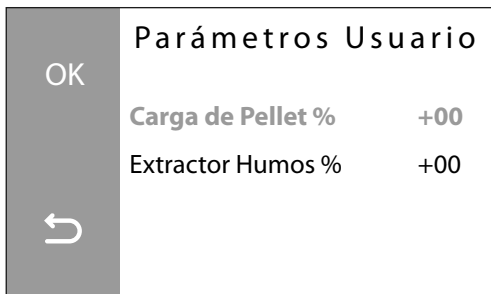 Parámetros Usuario
OK
Carga de Pellet % +00
Extractor Humos % +00